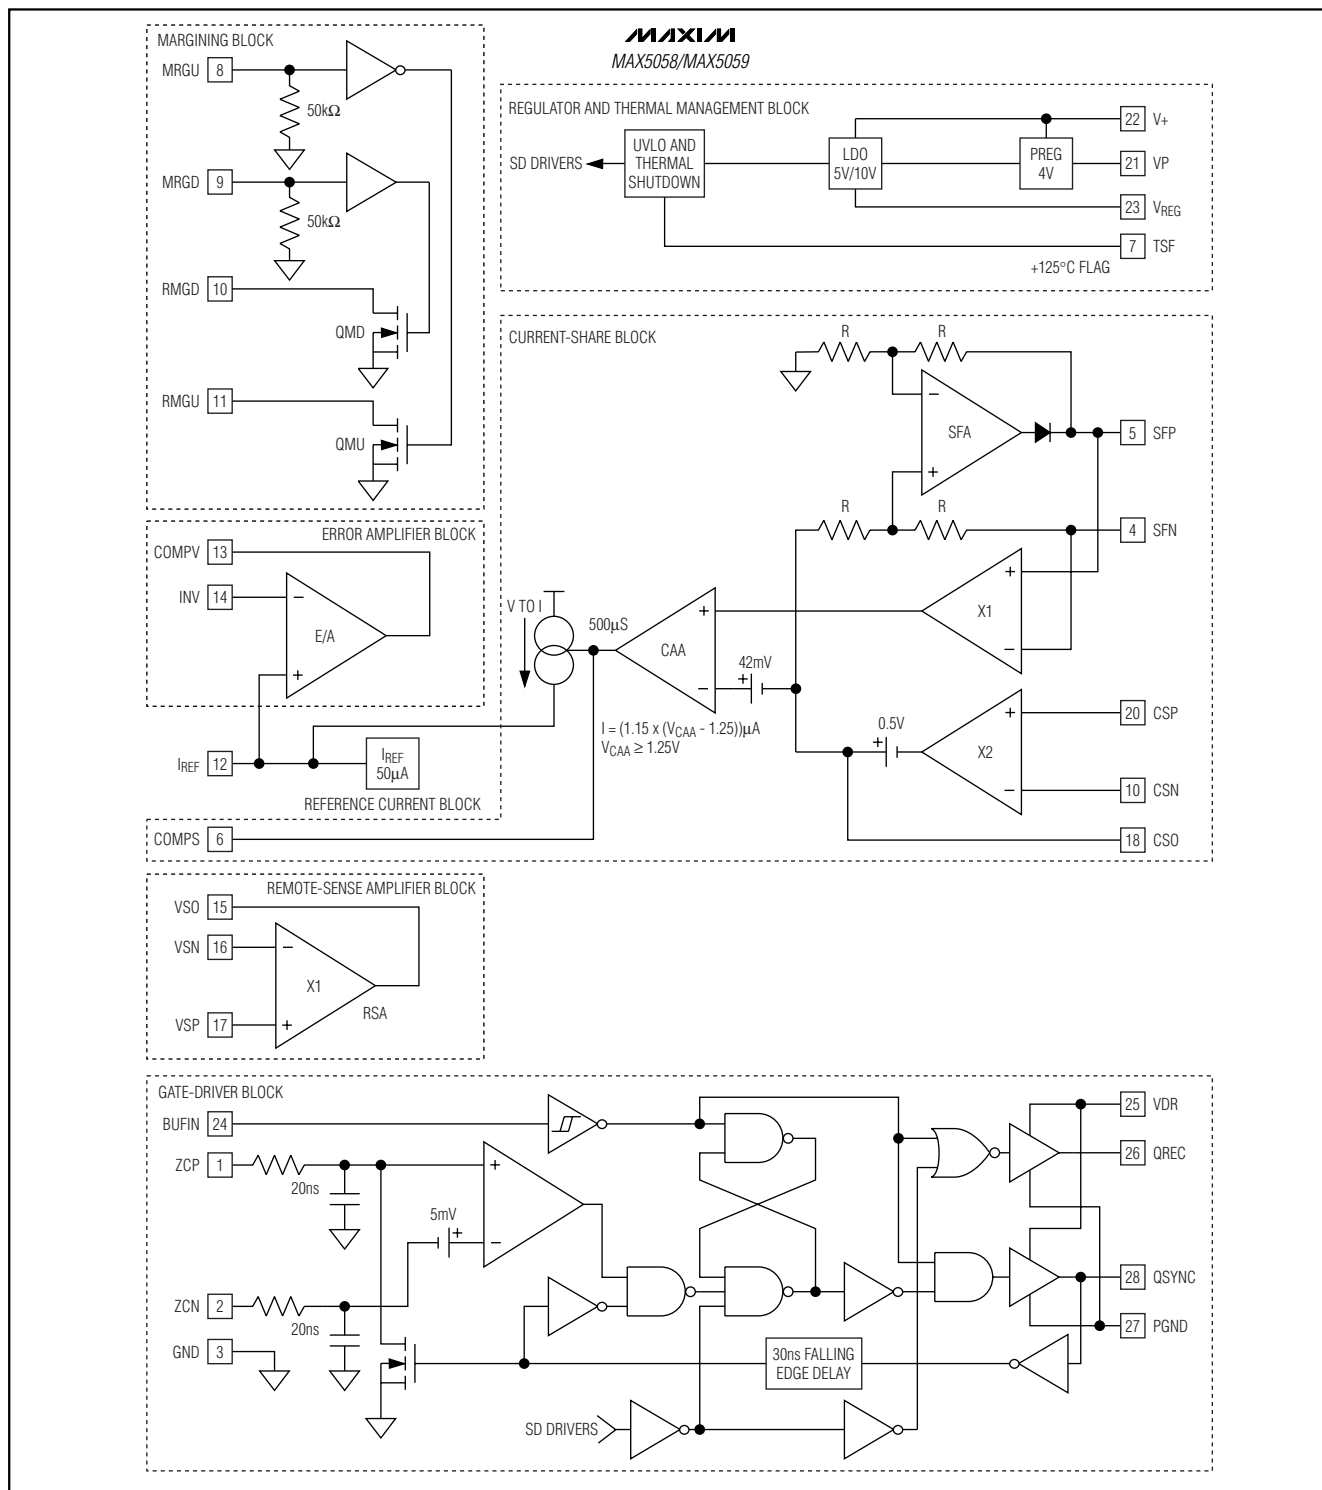 MAXIM
MAX5058/MAX5059
MARGINING BLOCK
MRGU 8
50kΩ
MRGD 9
50kΩ
RMGD 10
QMD
RMGU 11
QMU
REGULATOR AND THERMAL MANAGEMENT BLOCK
SD DRIVERS
UVLO AND
THERMAL
SHUTDOWN
LDO
5V/10V
PREG
4V
22 V+
21 VP
23 VREG
7 TSF
+125°C FLAG
CURRENT-SHARE BLOCK
R R
−
SFA
+
5 SFP
R R
4 SFN
+
X1
−
V TO I
500µS
+
CAA
−
42mV
+
I = (1.15 x (VCAA - 1.25))µA
VCAA ≥ 1.25V
0.5V
+
+
X2
−
20 CSP
10 CSN
18 CSO
ERROR AMPLIFIER BLOCK
COMPV 13
INV 14
−
E/A
+
IREF 12
IREF
50µA
REFERENCE CURRENT BLOCK
COMPS 6
REMOTE-SENSE AMPLIFIER BLOCK
VSO 15
VSN 16
−
X1
RSA
VSP 17
+
GATE-DRIVER BLOCK
BUFIN 24
ZCP 1
20ns
+
5mV
+
−
ZCN 2
20ns
GND 3
30ns FALLING
EDGE DELAY
SD DRIVERS
25 VDR
26 QREC
28 QSYNC
27 PGND